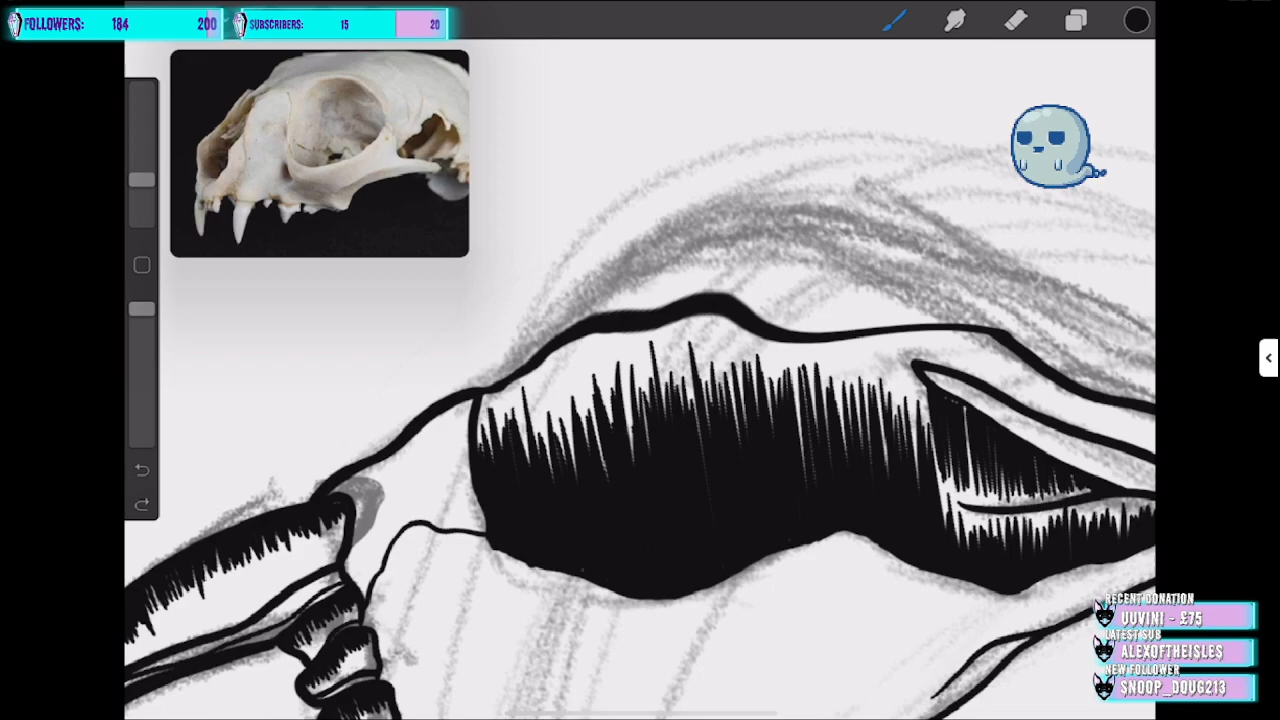 FOLLOWERS: 184 200
SUBSCRIBERS: 15 20
RECENT DONATION
UUVINI - £75
LATEST SUB
ALEXOFTHEISLES
NEW FOLLOWER
SNOOP_DOUG213